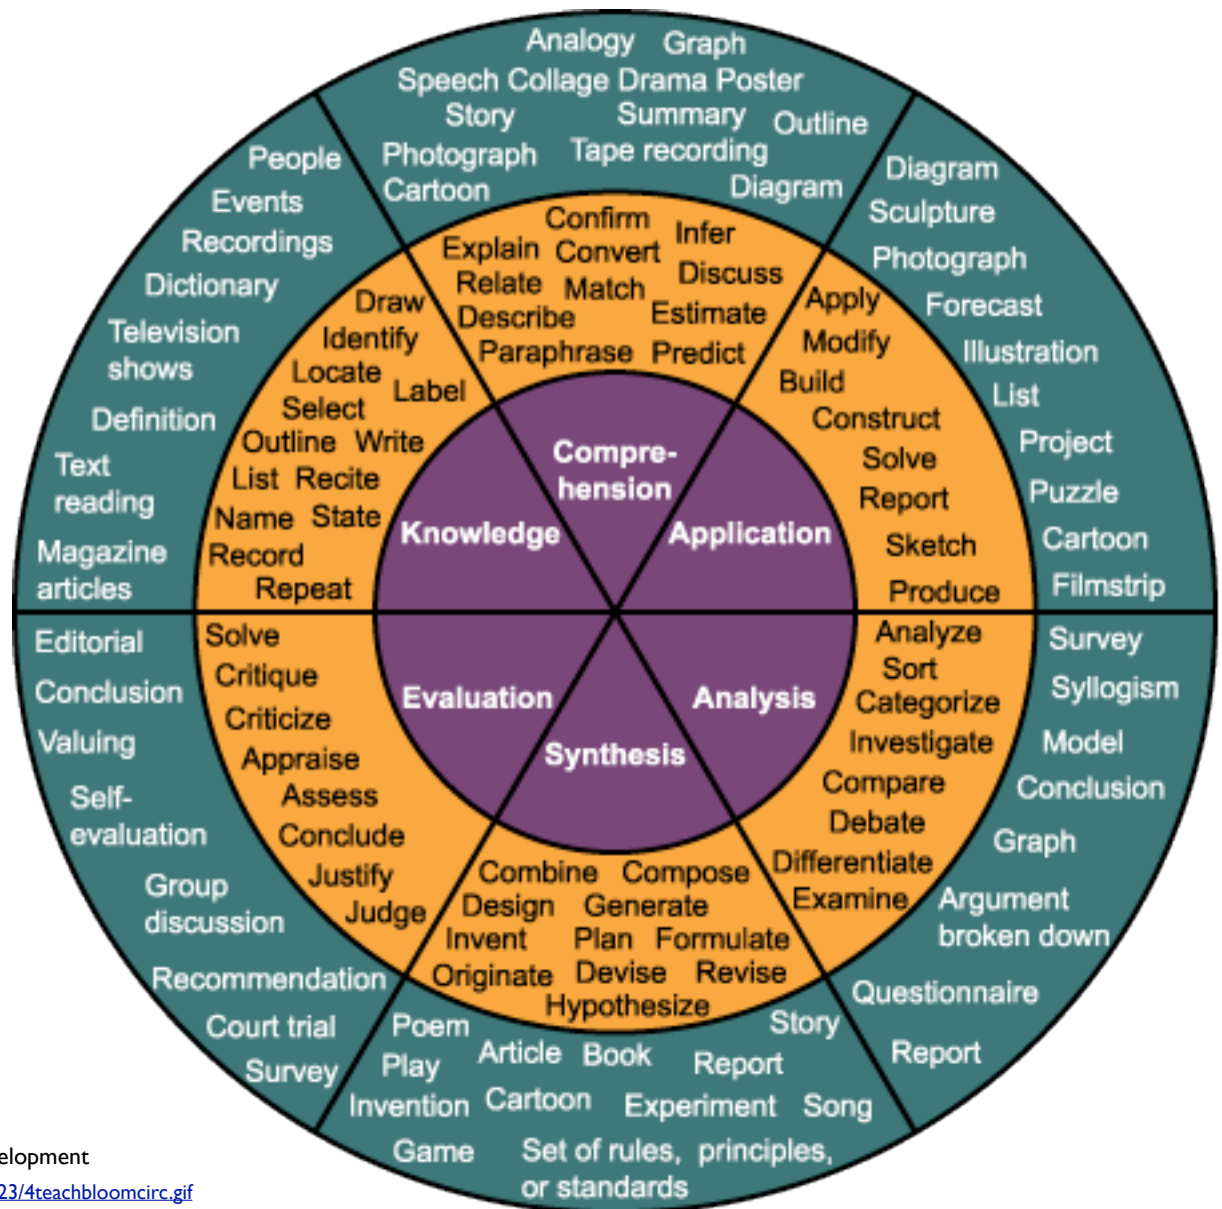 Analogy Graph
Speech Collage Drama Poster
Story Summary Outline
Photograph Tape recording
Cartoon Diagram
People
Events
Recordings
Dictionary
Television
shows
Definition
Text
reading
Magazine
articles
Diagram
Sculpture
Photograph
Forecast
Illustration
List
Project
Puzzle
Cartoon
Filmstrip
Confirm Infer
Explain Convert
Relate Match Discuss
Describe Estimate
Paraphrase Predict
Draw
Identify
Locate
Label
Select
Outline Write
List Recite
Name State
Record
Repeat
Apply
Modify
Build
Construct
Solve
Report
Sketch
Produce
Compre-
hension
Knowledge
Application
Evaluation
Analysis
Synthesis
Solve
Critique
Criticize
Appraise
Assess
Conclude
Justify
Judge
Analyze
Sort
Categorize
Investigate
Compare
Debate
Differentiate
Examine
Combine Compose
Design Generate
Invent Plan Formulate
Originate Devise Revise
Hypothesize
Editorial
Conclusion
Valuing
Self-
evaluation
Group
discussion
Recommendation
Court trial
Survey
Survey
Syllogism
Model
Conclusion
Graph
Argument
broken down
Questionnaire
Report
Poem Story
Play Article Book Report
Invention Cartoon Experiment Song
Game Set of rules, principles,
or standards
elopment
23/4teachbloomcirc.gif